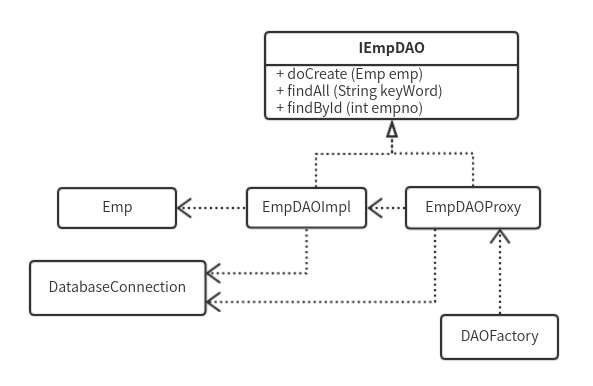 IEmpDAO
+ doCreate (Emp emp)
+ findAll (String keyWord)
+ findById (int empno)
Emp
EmpDAOImpl
EmpDAOProxy
DatabaseConnection
DAOFactory